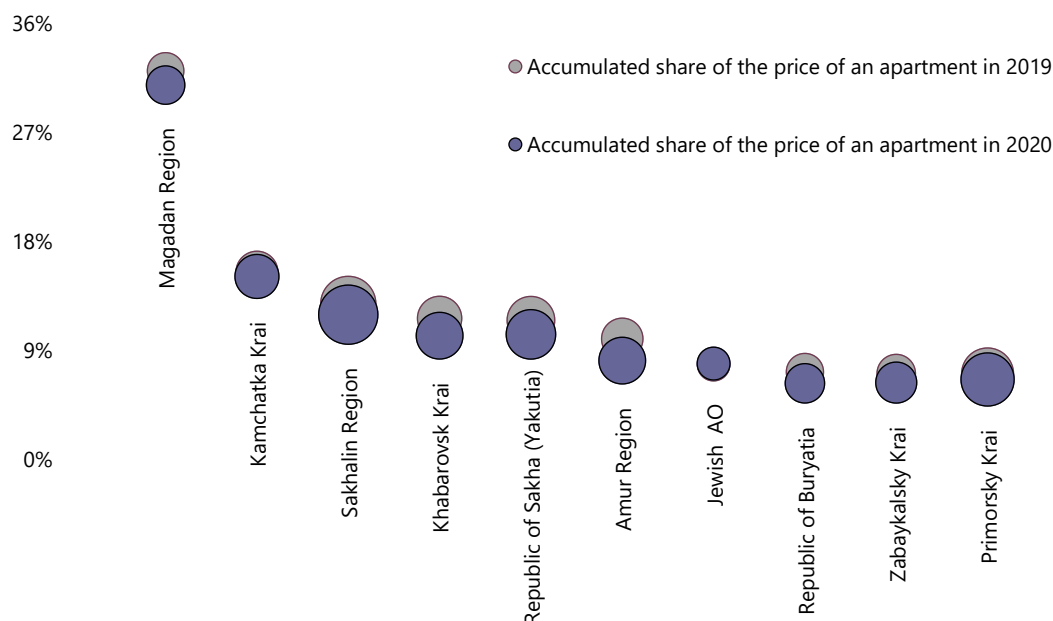 36%
27%
18%
9%
0%
Accumulated share of the price of an apartment in 2019
Accumulated share of the price of an apartment in 2020
Magadan Region
Kamchatka Krai
Sakhalin Region
Khabarovsk Krai
Republic of Sakha (Yakutia)
Amur Region
Jewish AO
Republic of Buryatia
Zabaykalsky Krai
Primorsky Krai